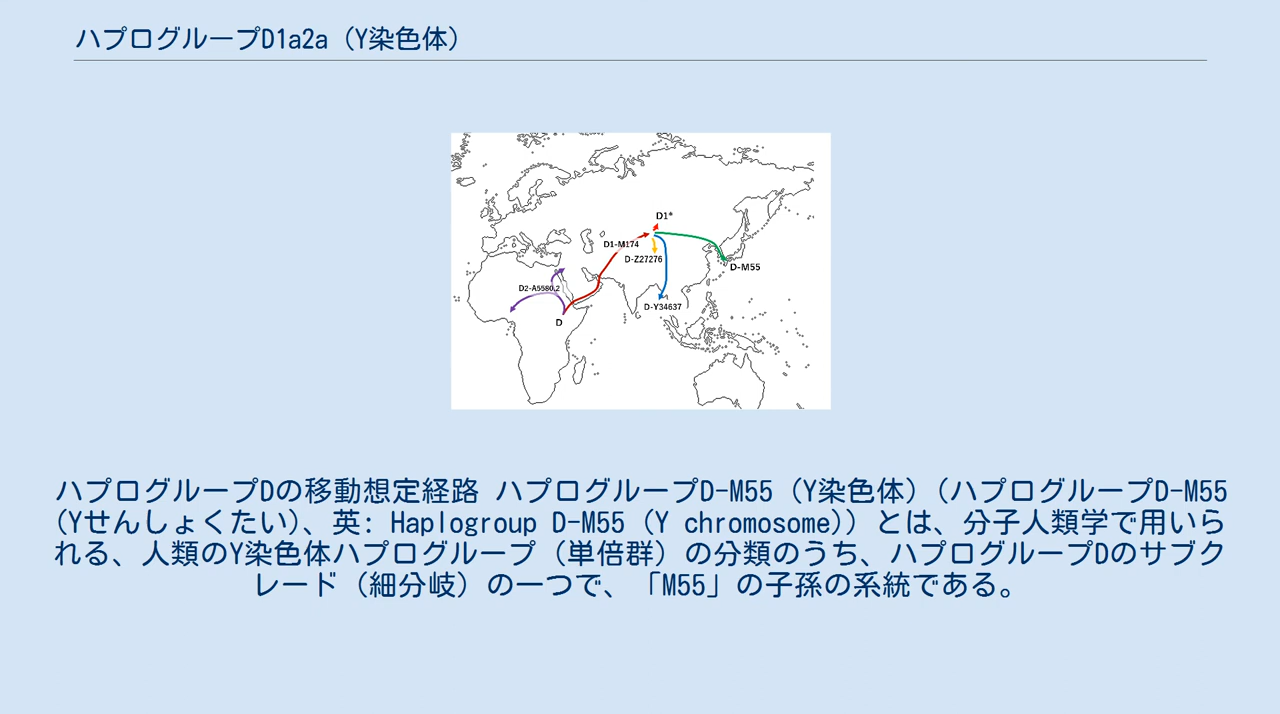 ハプログループD1a2a（Y染色体）
D1*
D1-M174
D-Z27276
D-M55
D2-A5580.2
D-Y34637
D
ハプログループDの移動想定経路 ハプログループD-M55（Y染色体）(ハプログループD-M55
(Yせんしょくたい)、英: Haplogroup D-M55（Y chromosome)）とは、分子人類学で用いら
れる、人類のY染色体ハプログループ（単倍群）の分類のうち、ハプログループDのサブク
レード（細分岐）の一つで、「M55」の子孫の系統である。